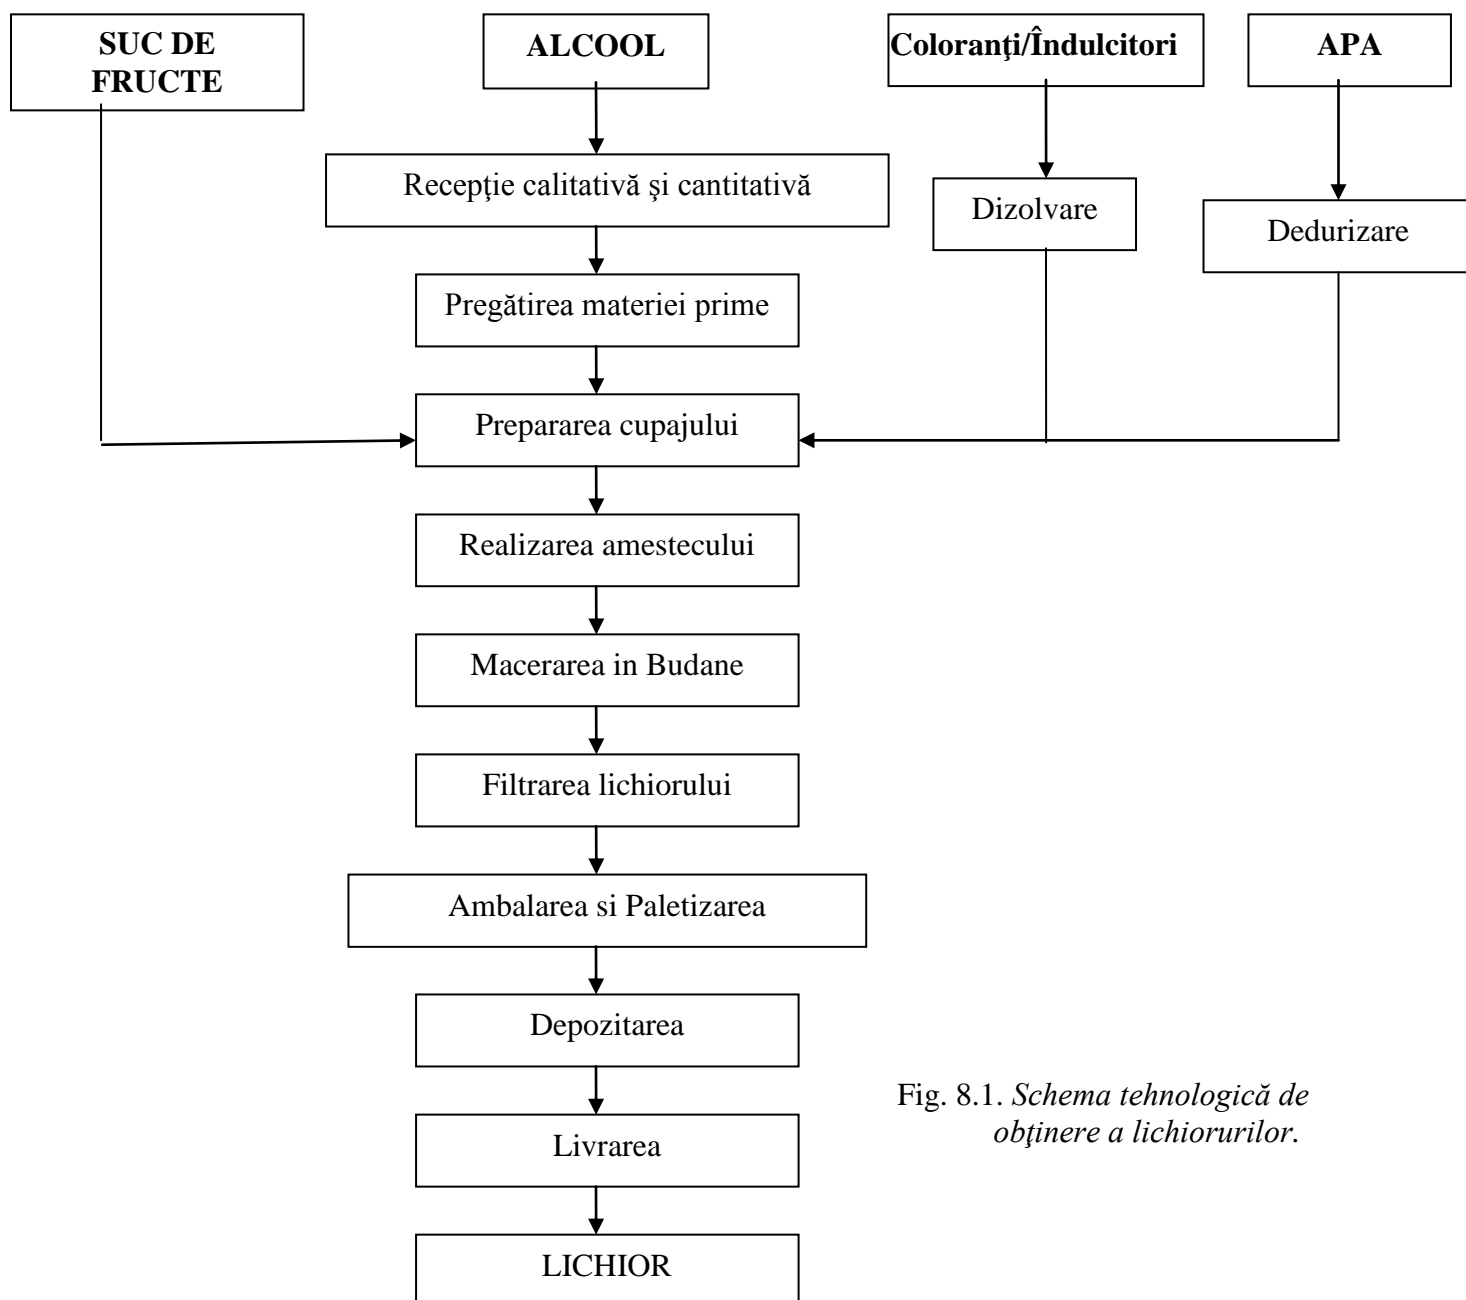 SUC DE
FRUCTE
ALCOOL
Coloranţi/Îndulcitori
APA
Recepţie calitativă şi cantitativă
Dizolvare
Dedurizare
Pregătirea materiei prime
Prepararea cupajului
Realizarea amestecului
Macerarea in Budane
Filtrarea lichiorului
Ambalarea si Paletizarea
Depozitarea
Livrarea
LICHIOR
Fig. 8.1. Schema tehnologică de
obţinere a lichiorurilor.